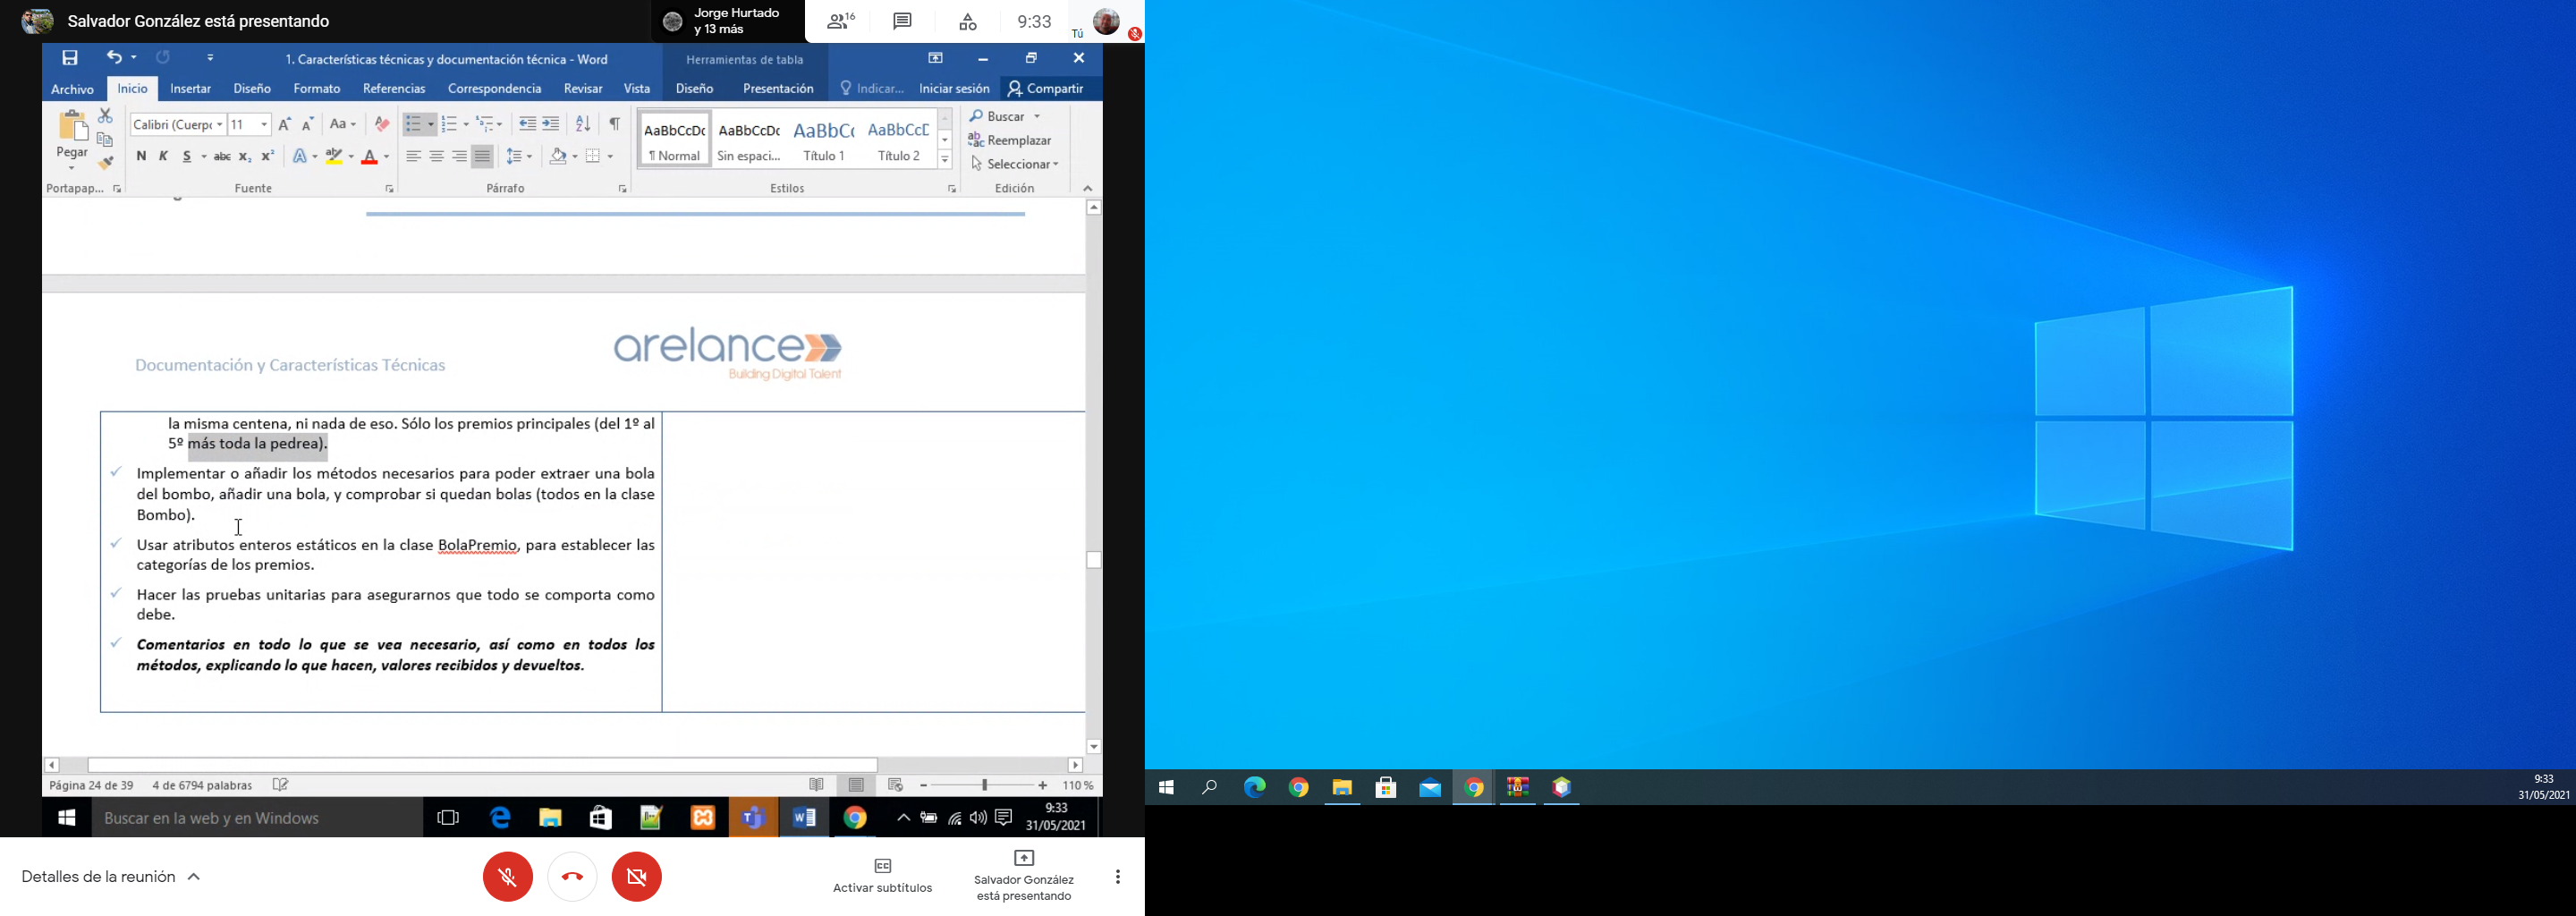 Salvador González está presentando
Jorge Hurtado
y 13 más
16
9:33
Tú
1. Características técnicas y documentación técnica - Word
Herramientas de tabla
Archivo Inicio Insertar Diseño Formato Referencias Correspondencia Revisar Vista Diseño Presentación Indicar... Iniciar sesión Compartir
Pegar
Calibri (Cuerpo 11
Aa
N K S abc x₂ x²
AaBbCcDc AaBbCcDc AaBbC( AaBbCcE
¶ Normal Sin espaci... Título 1 Título 2
Buscar
Reemplazar
Seleccionar
Portapap... Fuente Párrafo Estilos Edición
arelance
Building Digital Talent
Documentación y Características Técnicas
la misma centena, ni nada de eso. Sólo los premios principales (del 1º al
5º más toda la pedrea).
Implementar o añadir los métodos necesarios para poder extraer una bola
del bombo, añadir una bola, y comprobar si quedan bolas (todos en la clase
Bombo).
Usar atributos enteros estáticos en la clase BolaPremio, para establecer las
categorías de los premios.
Hacer las pruebas unitarias para asegurarnos que todo se comporta como
debe.
Comentarios en todo lo que se vea necesario, así como en todos los
métodos, explicando lo que hacen, valores recibidos y devueltos.
Página 24 de 39 4 de 6794 palabras
110 %
Buscar en la web y en Windows
9:33
31/05/2021
Detalles de la reunión
Activar subtítulos
Salvador González
está presentando
9:33
31/05/2021